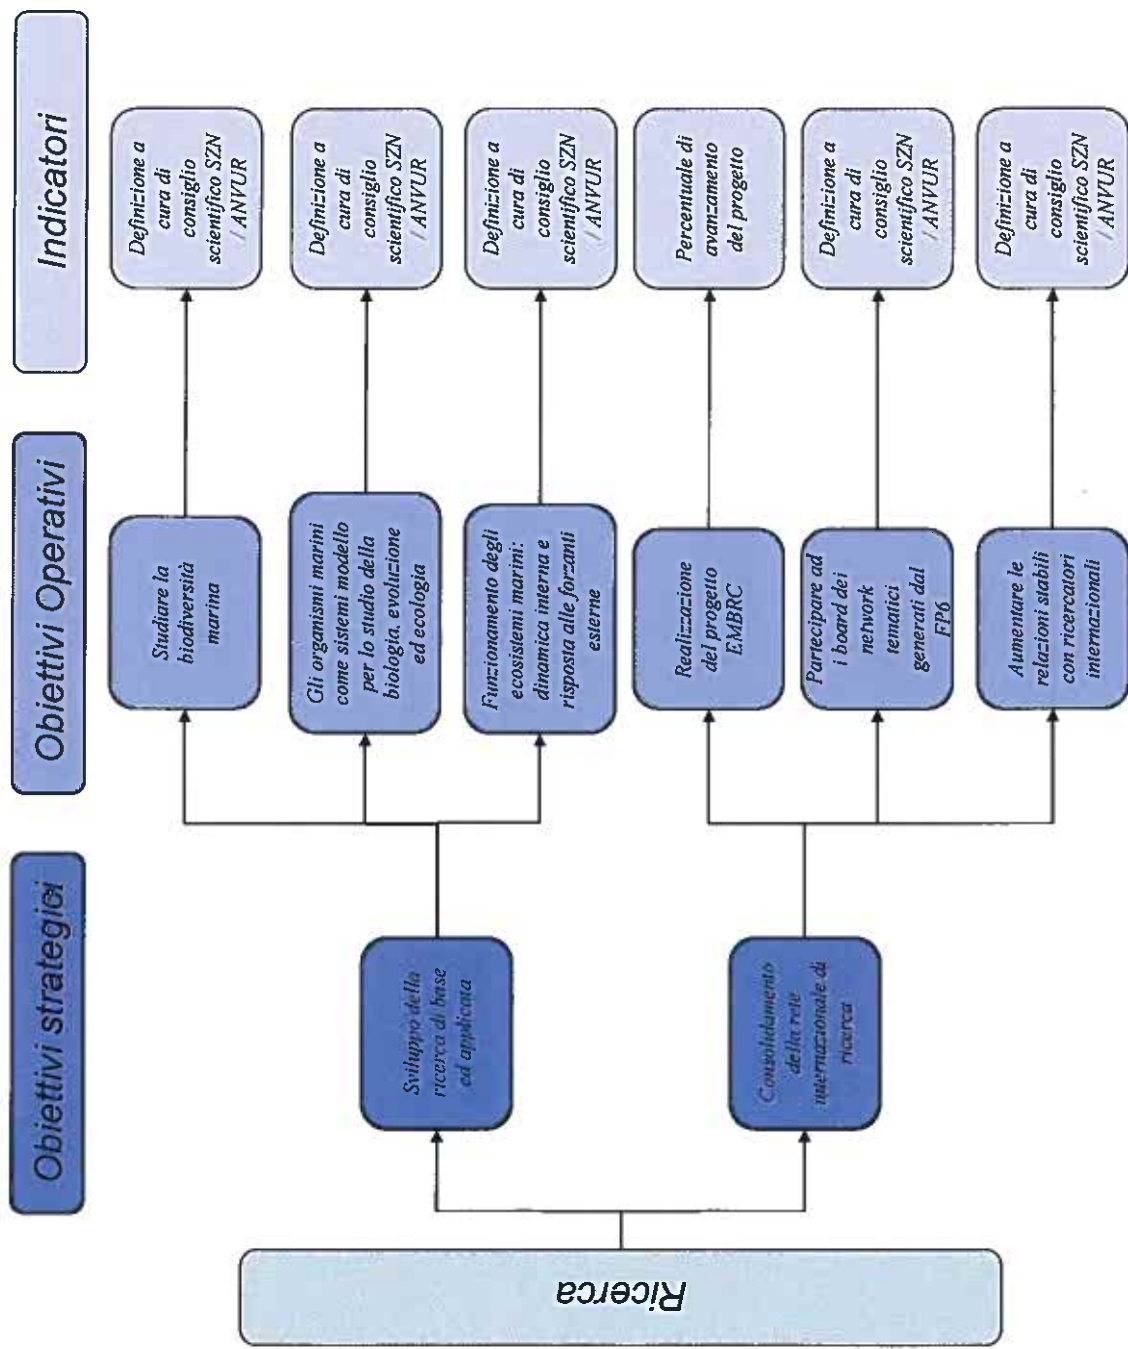 Obiettivi strategici
Obiettivi Operativi
Indicatori
Ricerca
Sviluppo della
ricerca di base
ed applicata
Studiare la
biodiversità
marina
Definizione a
cura di
consiglio
scientifico SZN
/ ANVUR
Gli organismi marini
come sistemi modello
per lo studio della
biologia, evoluzione
ed ecologia
Definizione a
cura di
consiglio
scientifico SZN
/ ANVUR
Funzionamento degli
ecosistemi marini:
dinamica interna e
risposta alle forzanti
esterne
Definizione a
cura di
consiglio
scientifico SZN
/ ANVUR
Consolidamento
della rete
internazionale di
ricerca
Realizzazione
del progetto
EMBRC
Percentuale di
avanzamento
del progetto
Partecipare ad
i board dei
network
tematici
generati dal
FP6
Definizione a
cura di
consiglio
scientifico SZN
/ ANVUR
Aumentare le
relazioni stabili
con ricercatori
internazionali
Definizione a
cura di
consiglio
scientifico SZN
/ ANVUR